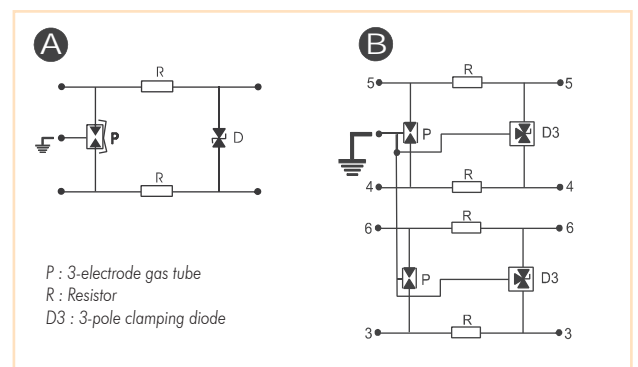 A
R
P
D
R
P : 3-electrode gas tube
R : Resistor
D3 : 3-pole clamping diode
B
R
5 5
P D3
R
4 4
R
6 6
P D3
R
3 3